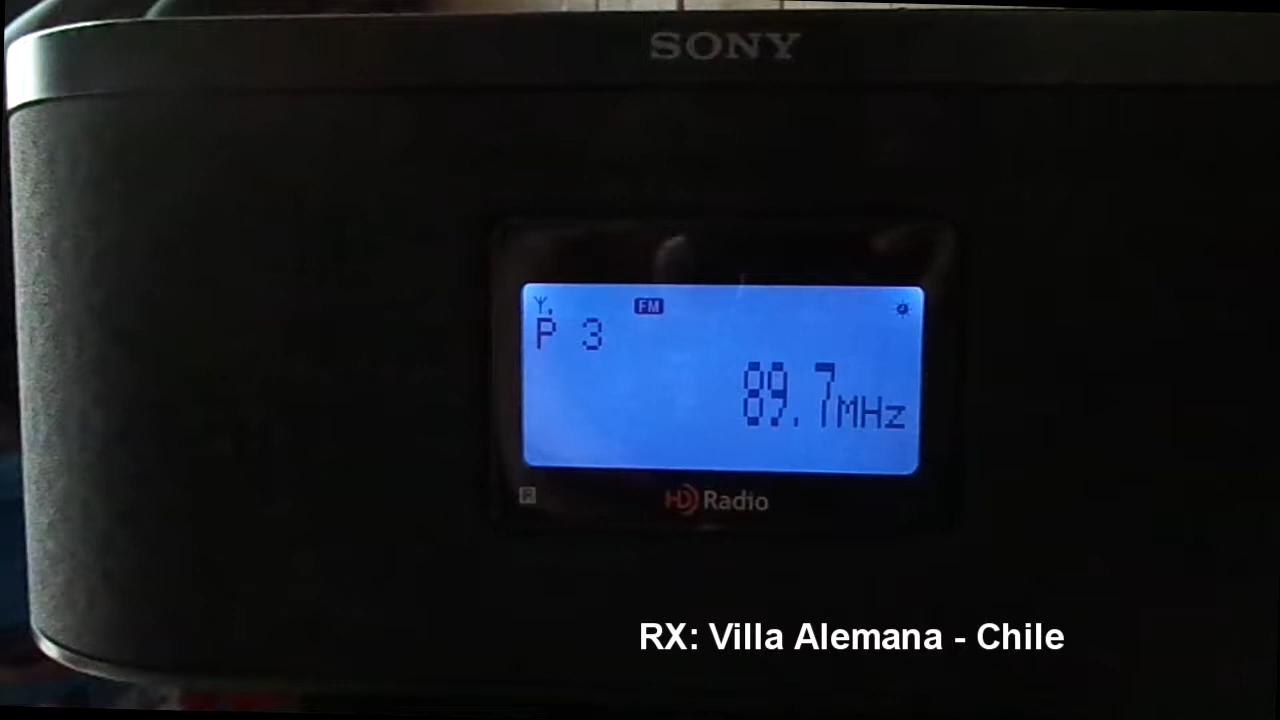 SONY
FM
P 3
89.7MHz
R
HD Radio
RX: Villa Alemana - Chile